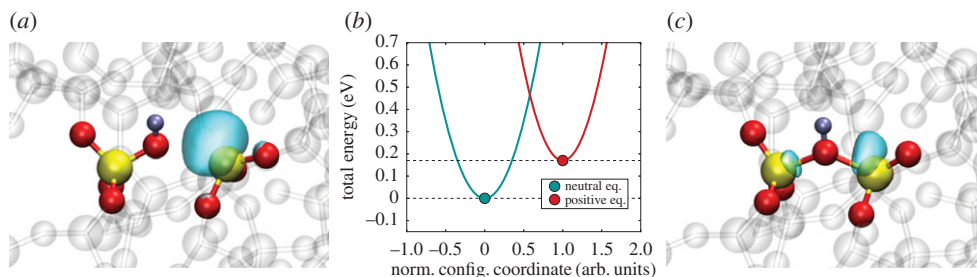 (a)
(b)
(c)
total energy (eV)
0.7
0.6
0.5
0.4
0.3
0.2
0.1
0
−0.1
neutral eq.
positive eq.
−1.0 −0.5 0 0.5 1.0 1.5 2.0
norm. config. coordinate (arb. units)